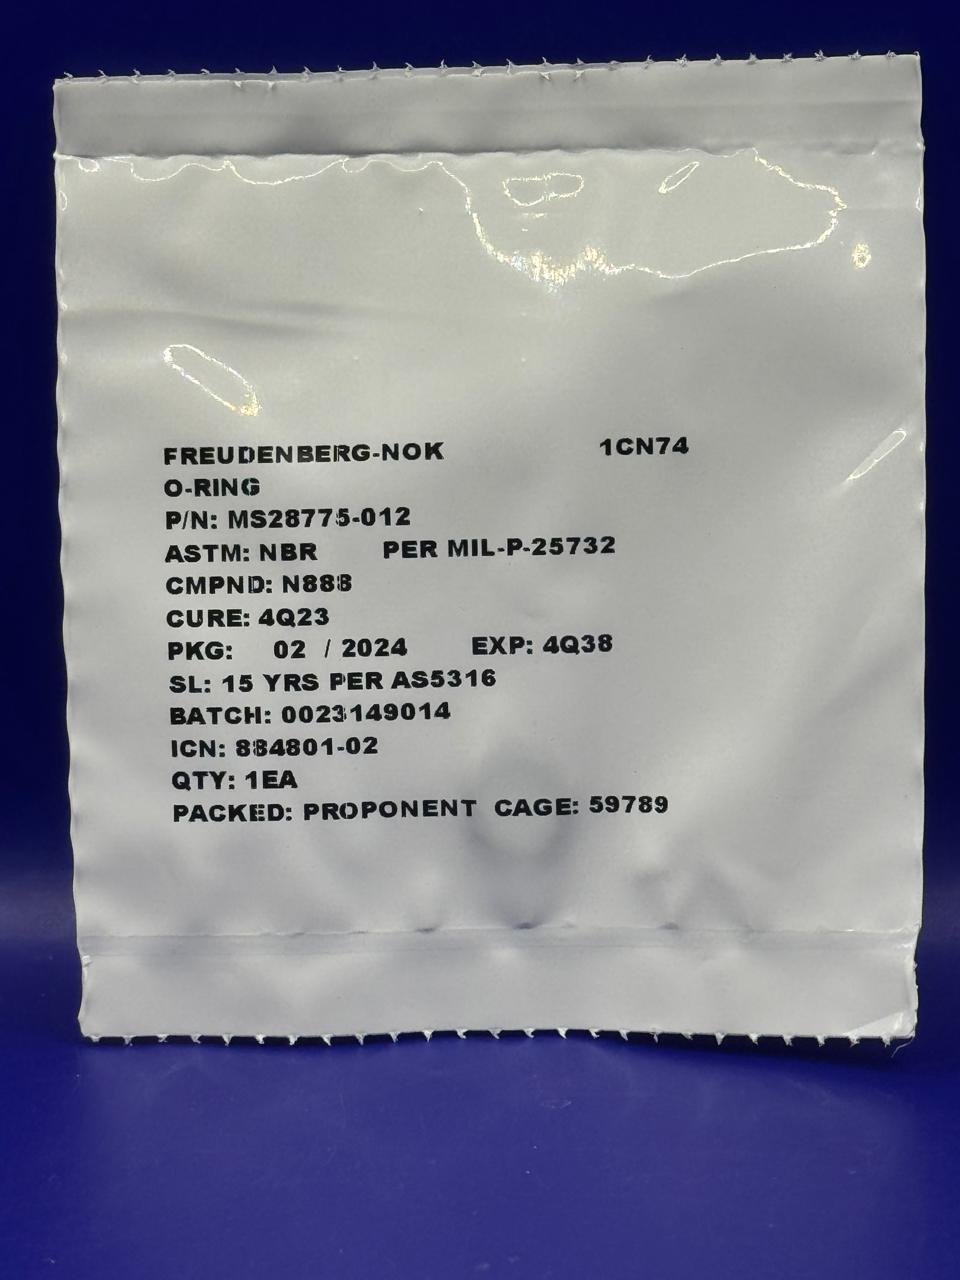 FREUDENBERG-NOK 1CN74
O-RING
P/N: MS28775-012
ASTM: NBR PER MIL-P-25732
CMPND: N888
CURE: 4Q23
PKG: 02 / 2024 EXP: 4Q38
SL: 15 YRS PER AS5316
BATCH: 0023149014
ICN: 884801-02
QTY: 1EA
PACKED: PROPONENT CAGE: 59789